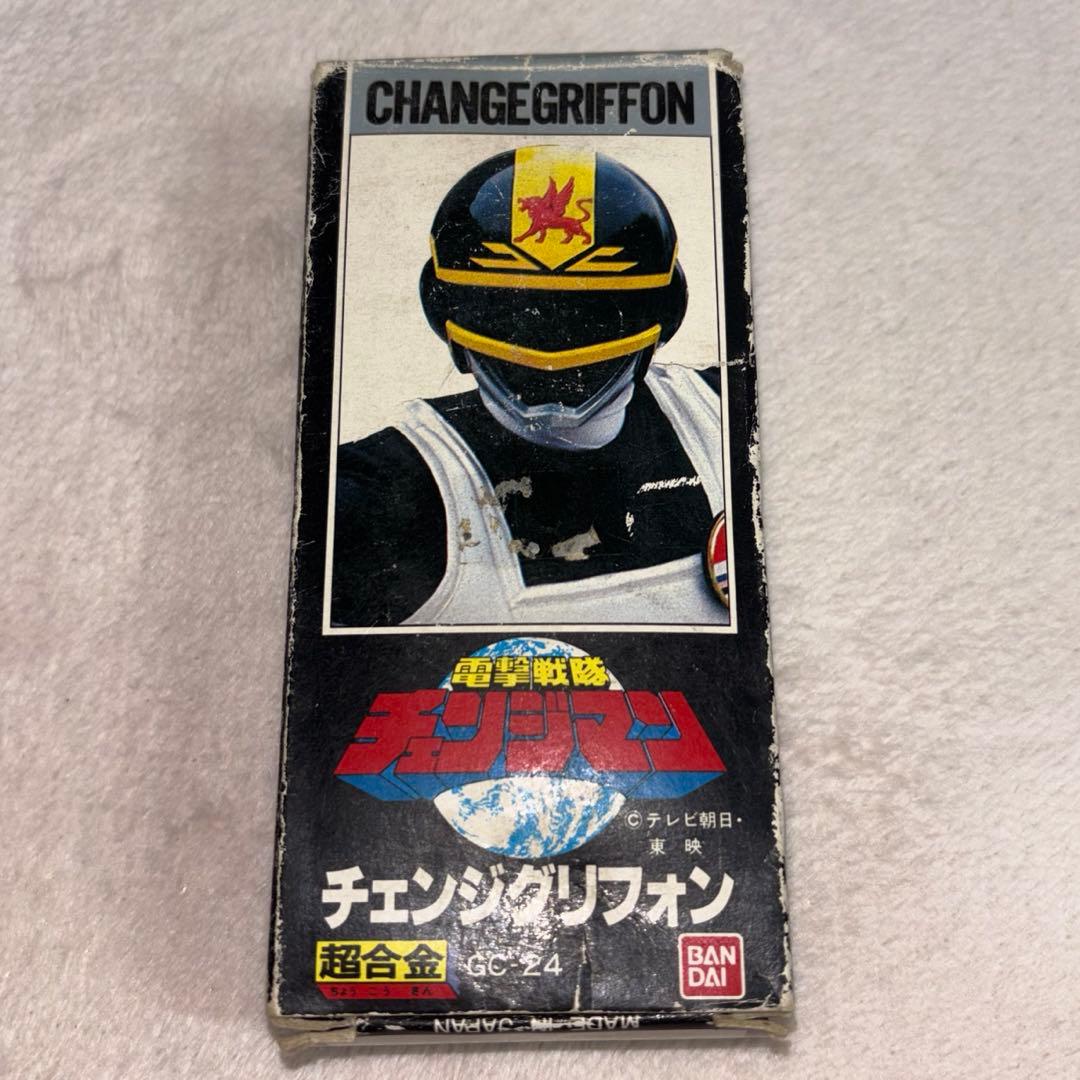 CHANGEGRIFFON
電撃戦隊
チェンジマン
©テレビ朝日・
東映
チェンジグリフォン
超合金
ちょうごうきん
GC-24
BAN
DAI
MADE IN JAPAN